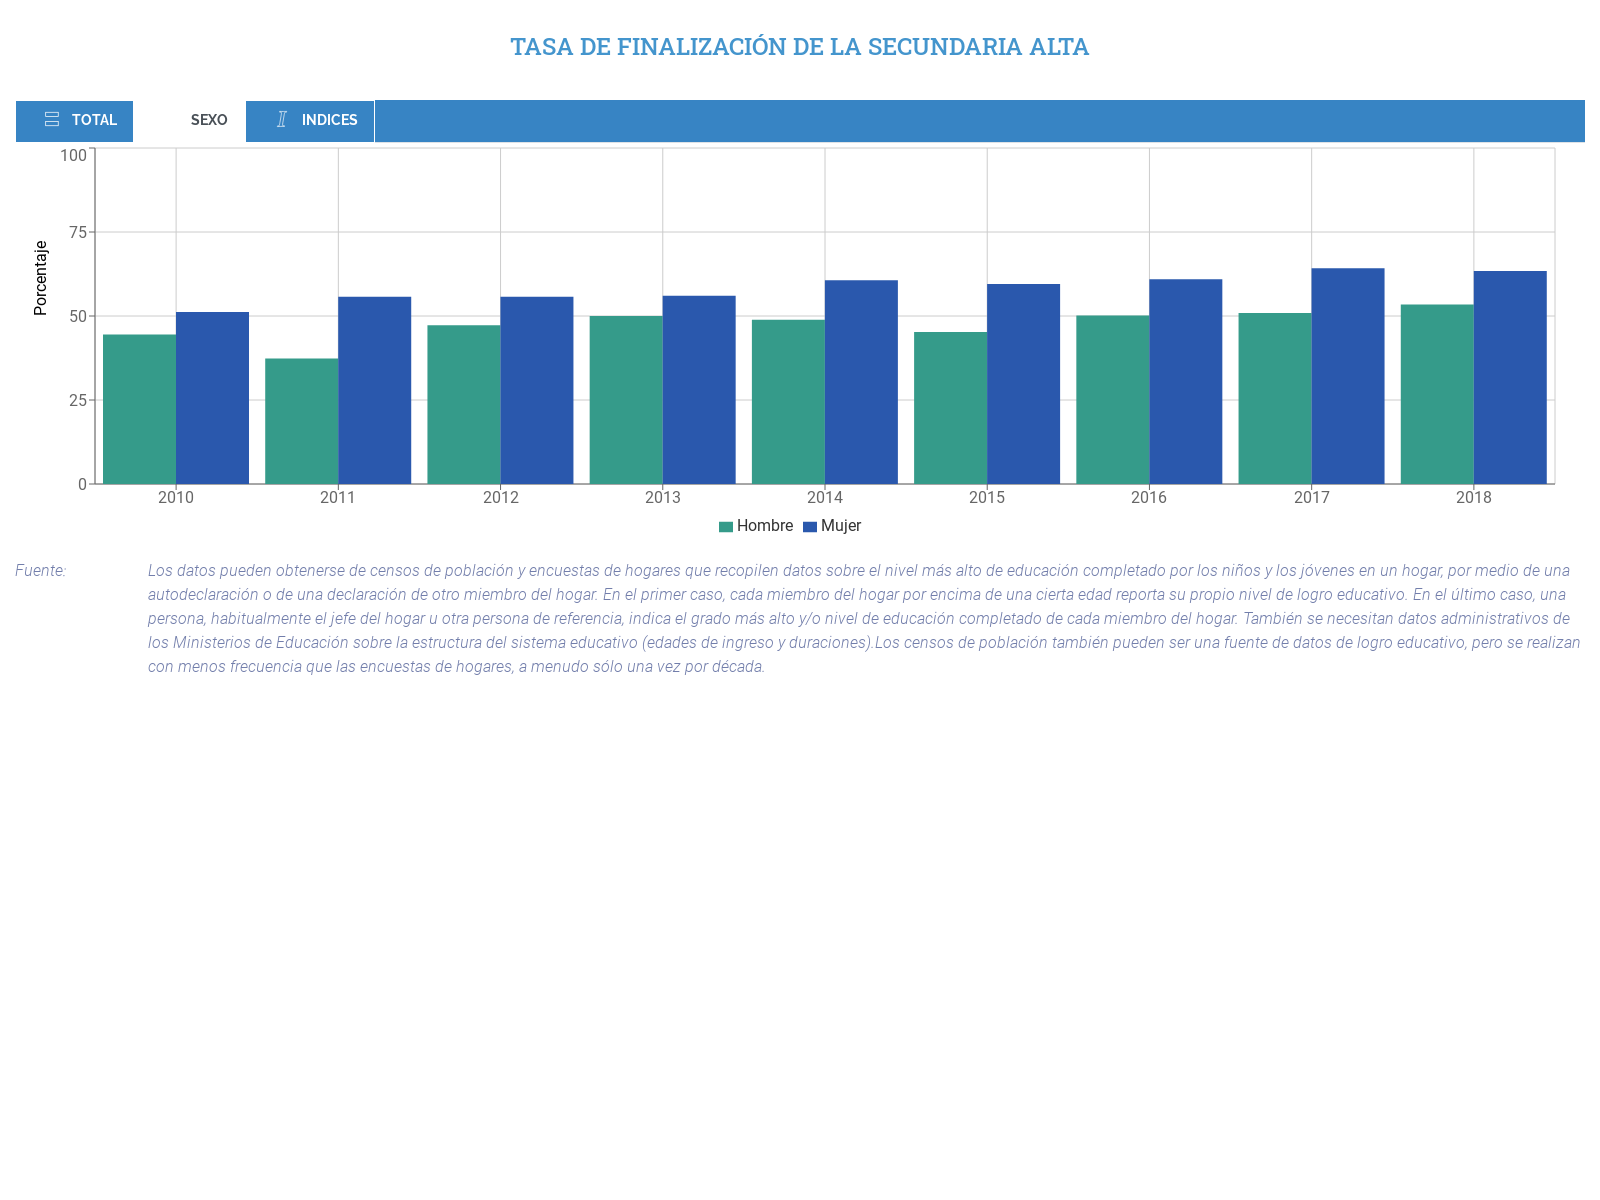 TASA DE FINALIZACIÓN DE LA SECUNDARIA ALTA
TOTAL SEXO INDICES
100
75
50
25
0
Porcentaje
2010 2011 2012 2013 2014 2015 2016 2017 2018
Hombre Mujer
Fuente: Los datos pueden obtenerse de censos de población y encuestas de hogares que recopilen datos sobre el nivel más alto de educación completado por los niños y los jóvenes en un hogar, por medio de una
autodeclaración o de una declaración de otro miembro del hogar. En el primer caso, cada miembro del hogar por encima de una cierta edad reporta su propio nivel de logro educativo. En el último caso, una
persona, habitualmente el jefe del hogar u otra persona de referencia, indica el grado más alto y/o nivel de educación completado de cada miembro del hogar. También se necesitan datos administrativos de
los Ministerios de Educación sobre la estructura del sistema educativo (edades de ingreso y duraciones).Los censos de población también pueden ser una fuente de datos de logro educativo, pero se realizan
con menos frecuencia que las encuestas de hogares, a menudo sólo una vez por década.